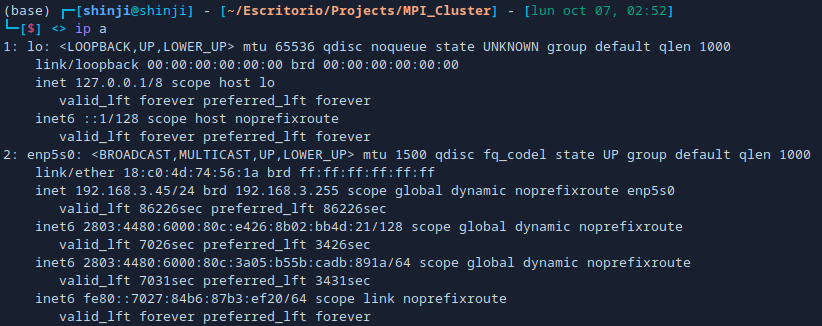 (base) ┌─[shinji@shinji] - [~/Escritorio/Projects/MPI_Cluster] - [lun oct 07, 02:52]
└─[$] <> ip a
1: lo: <LOOPBACK,UP,LOWER_UP> mtu 65536 qdisc noqueue state UNKNOWN group default qlen 1000
    link/loopback 00:00:00:00:00:00 brd 00:00:00:00:00:00
    inet 127.0.0.1/8 scope host lo
       valid_lft forever preferred_lft forever
    inet6 ::1/128 scope host noprefixroute
       valid_lft forever preferred_lft forever
2: enp5s0: <BROADCAST,MULTICAST,UP,LOWER_UP> mtu 1500 qdisc fq_codel state UP group default qlen 1000
    link/ether 18:c0:4d:74:56:1a brd ff:ff:ff:ff:ff:ff
    inet 192.168.3.45/24 brd 192.168.3.255 scope global dynamic noprefixroute enp5s0
       valid_lft 86226sec preferred_lft 86226sec
    inet6 2803:4480:6000:80c:e426:8b02:bb4d:21/128 scope global dynamic noprefixroute
       valid_lft 7026sec preferred_lft 3426sec
    inet6 2803:4480:6000:80c:3a05:b55b:cadb:891a/64 scope global dynamic noprefixroute
       valid_lft 7031sec preferred_lft 3431sec
    inet6 fe80::7027:84b6:87b3:ef20/64 scope link noprefixroute
       valid_lft forever preferred_lft forever